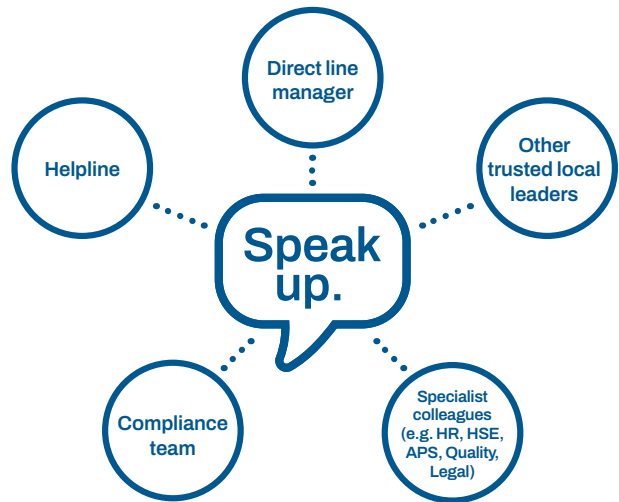 Direct line
manager
Helpline
Other
trusted local
leaders
Speak
up.
Compliance
team
Specialist
colleagues
(e.g. HR, HSE,
APS, Quality,
Legal)